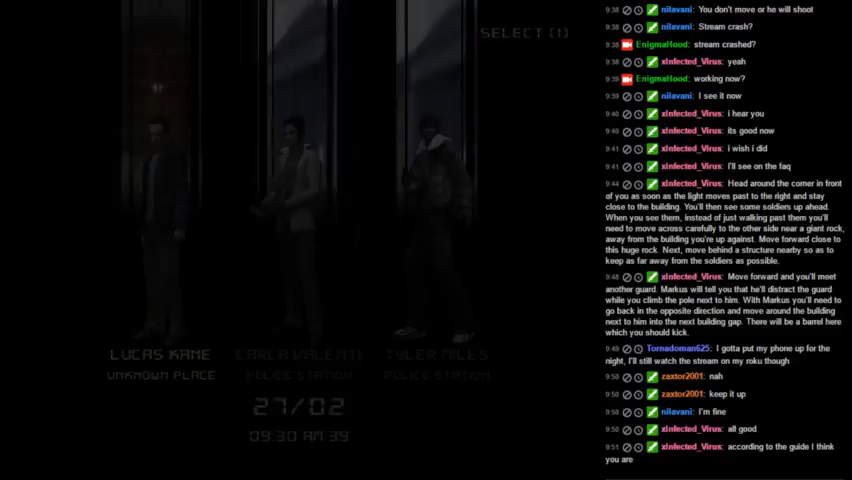 SELECT (1)
LUCAS KANE
CARLA VALENTI
TYLER MILES
UNKNOWN PLACE
POLICE STATION
POLICE STATION
27/02
09:30 AM 39°
9:38 nilavani: You don't move or he will shoot
9:38 nilavani: Stream crash?
9:38 EnigmaHood: stream crashed?
9:38 xInfected_Virus: yeah
9:39 EnigmaHood: working now?
9:39 nilavani: I see it now
9:40 xInfected_Virus: i hear you
9:40 xInfected_Virus: its good now
9:41 xInfected_Virus: i wish i did
9:41 xInfected_Virus: I'll see on the faq
9:44 xInfected_Virus: Head around the corner in front
of you as soon as the light moves past to the right and stay
close to the building. You'll then see some soldiers up ahead.
When you see them, instead of just walking past them you'll
need to move across carefully to the other side near a giant rock,
away from the building you're up against. Move forward close to
this huge rock. Next, move behind a structure nearby so as to
keep as far away from the soldiers as possible.
9:48 xInfected_Virus: Move forward and you'll meet
another guard. Markus will tell you that he'll distract the guard
while you climb the pole next to him. With Markus you'll need to
go back in the opposite direction and move around the building
next to him into the next building gap. There will be a barrel here
which you should kick.
9:49 Tornadoman625: I gotta put my phone up for the
night, I'll still watch the stream on my roku though
9:50 zaxtor2001: nah
9:50 zaxtor2001: keep it up
9:50 nilavani: I'm fine
9:50 xInfected_Virus: all good
9:51 xInfected_Virus: according to the guide I think
you are